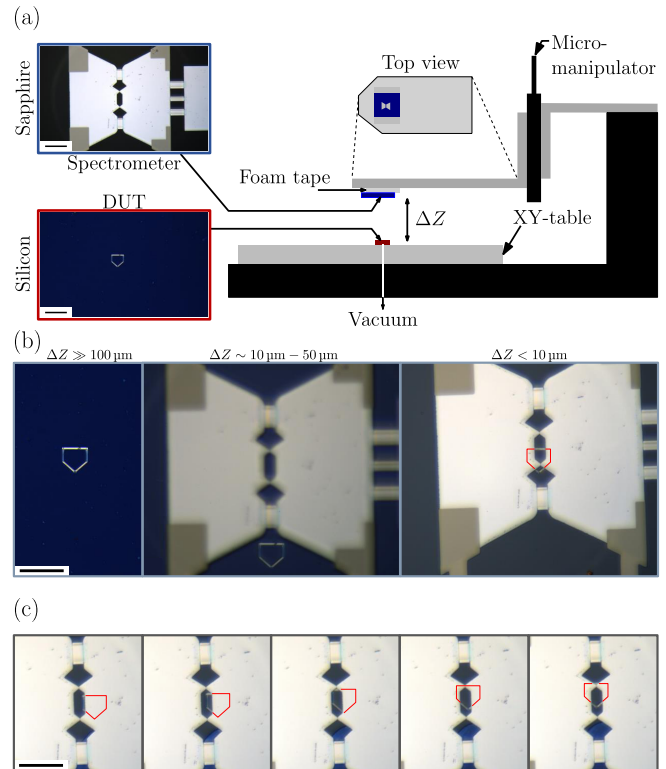 (a)
Sapphire
Spectrometer
DUT
Silicon
Top view
Micro-
manipulator
Foam tape
ΔZ
XY-table
Vacuum
(b)
ΔZ ≫ 100 µm
ΔZ ∼ 10 µm − 50 µm
ΔZ < 10 µm
(c)